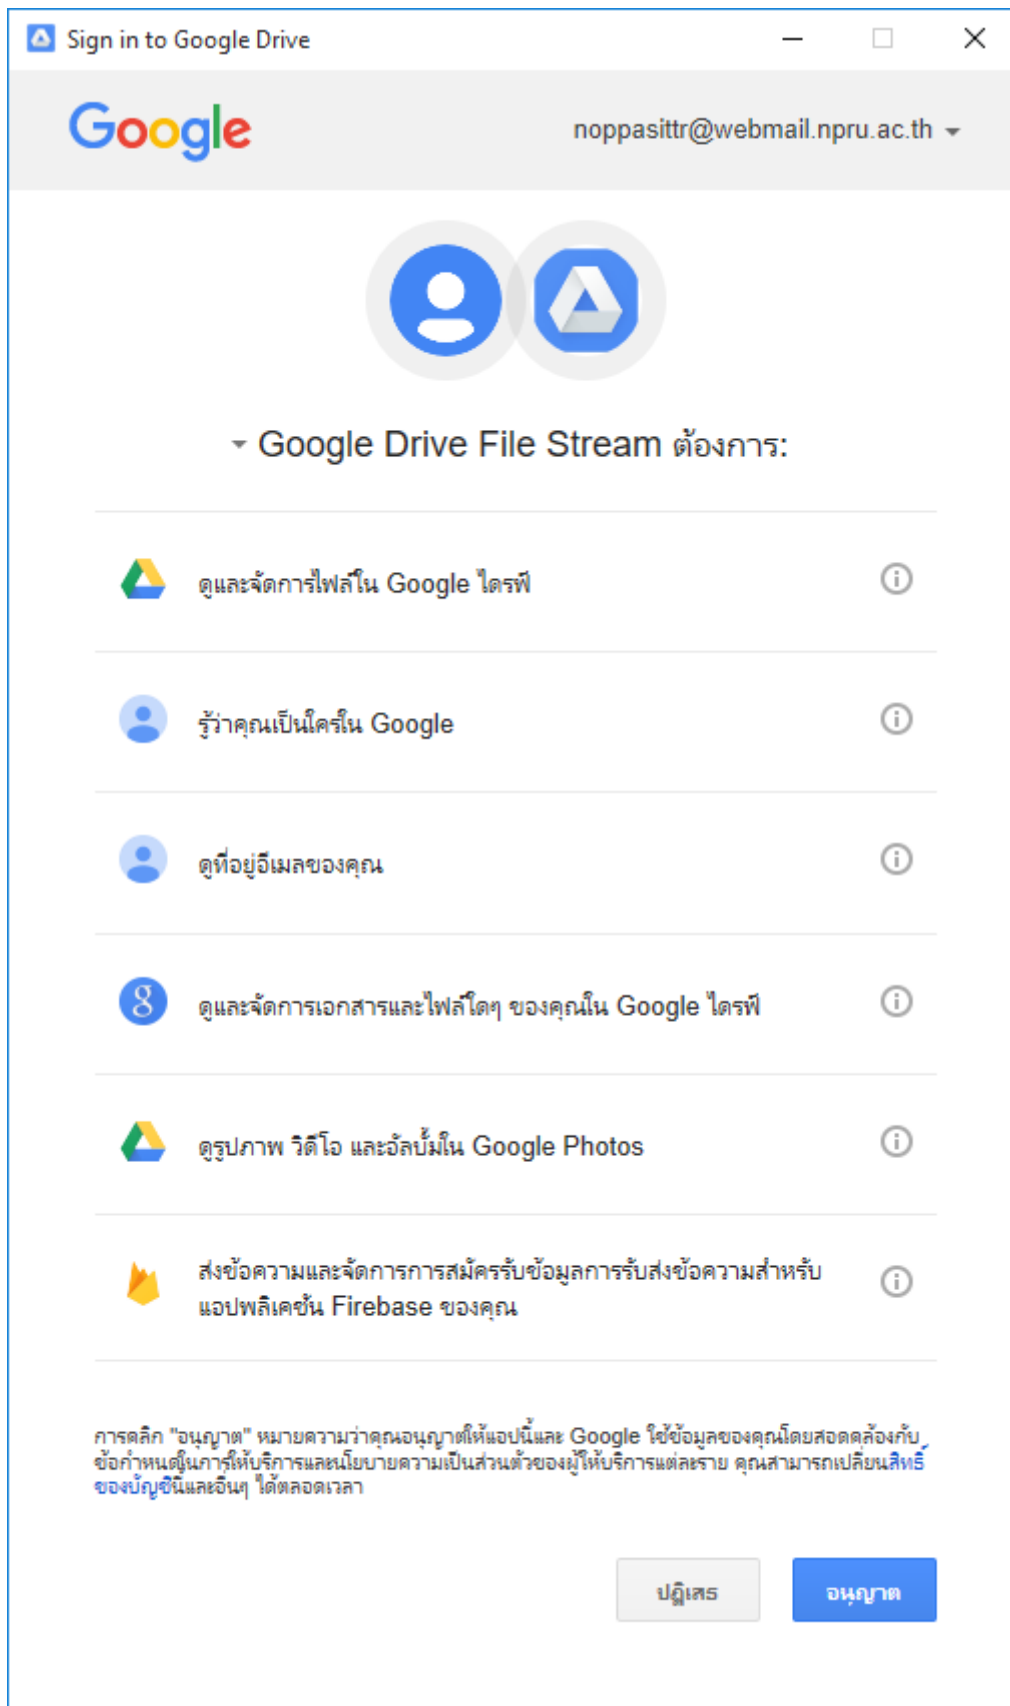 Sign in to Google Drive
Google
noppasittr@webmail.npru.ac.th
Google Drive File Stream ต้องการ:
ดูและจัดการไฟล์ใน Google ไดรฟ์
รู้ว่าคุณเป็นใครใน Google
ดูที่อยู่อีเมลของคุณ
ดูและจัดการเอกสารและไฟล์ใดๆ ของคุณใน Google ไดรฟ์
ดูรูปภาพ วิดีโอ และอัลบั้มใน Google Photos
ส่งข้อความและจัดการการสมัครรับข้อมูลการรับส่งข้อความสำหรับ
แอปพลิเคชัน Firebase ของคุณ
การคลิก "อนุญาต" หมายความว่าคุณอนุญาตให้แอปนี้และ Google ใช้ข้อมูลของคุณโดยสอดคล้องกับ
ข้อกำหนดในการให้บริการและนโยบายความเป็นส่วนตัวของผู้ให้บริการแต่ละราย คุณสามารถเปลี่ยนสิทธิ์
ของบัญชีนี้และอื่นๆ ได้ตลอดเวลา
ปฏิเสธ
อนุญาต